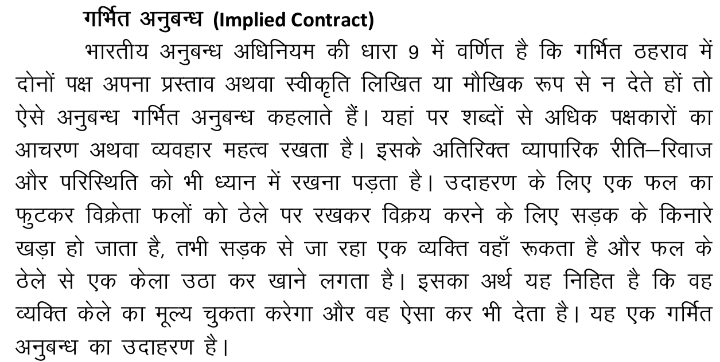 गर्भित अनुबन्ध (Implied Contract)
भारतीय अनुबन्ध अधिनियम की धारा 9 में वर्णित है कि गर्भित ठहराव में
दोनों पक्ष अपना प्रस्ताव अथवा स्वीकृति लिखित या मौखिक रूप से न देते हों तो
ऐसे अनुबन्ध गर्भित अनुबन्ध कहलाते हैं। यहां पर शब्दों से अधिक पक्षकारों का
आचरण अथवा व्यवहार महत्व रखता है। इसके अतिरिक्त व्यापारिक रीति–रिवाज
और परिस्थिति को भी ध्यान में रखना पड़ता है। उदाहरण के लिए एक फल का
फुटकर विक्रेता फलों को ठेले पर रखकर विक्रय करने के लिए सड़क के किनारे
खड़ा हो जाता है, तभी सड़क से जा रहा एक व्यक्ति वहाँ रूकता है और फल के
ठेले से एक केला उठा कर खाने लगता है। इसका अर्थ यह निहित है कि वह
व्यक्ति केले का मूल्य चुकता करेगा और वह ऐसा कर भी देता है। यह एक गर्मित
अनुबन्ध का उदाहरण है।